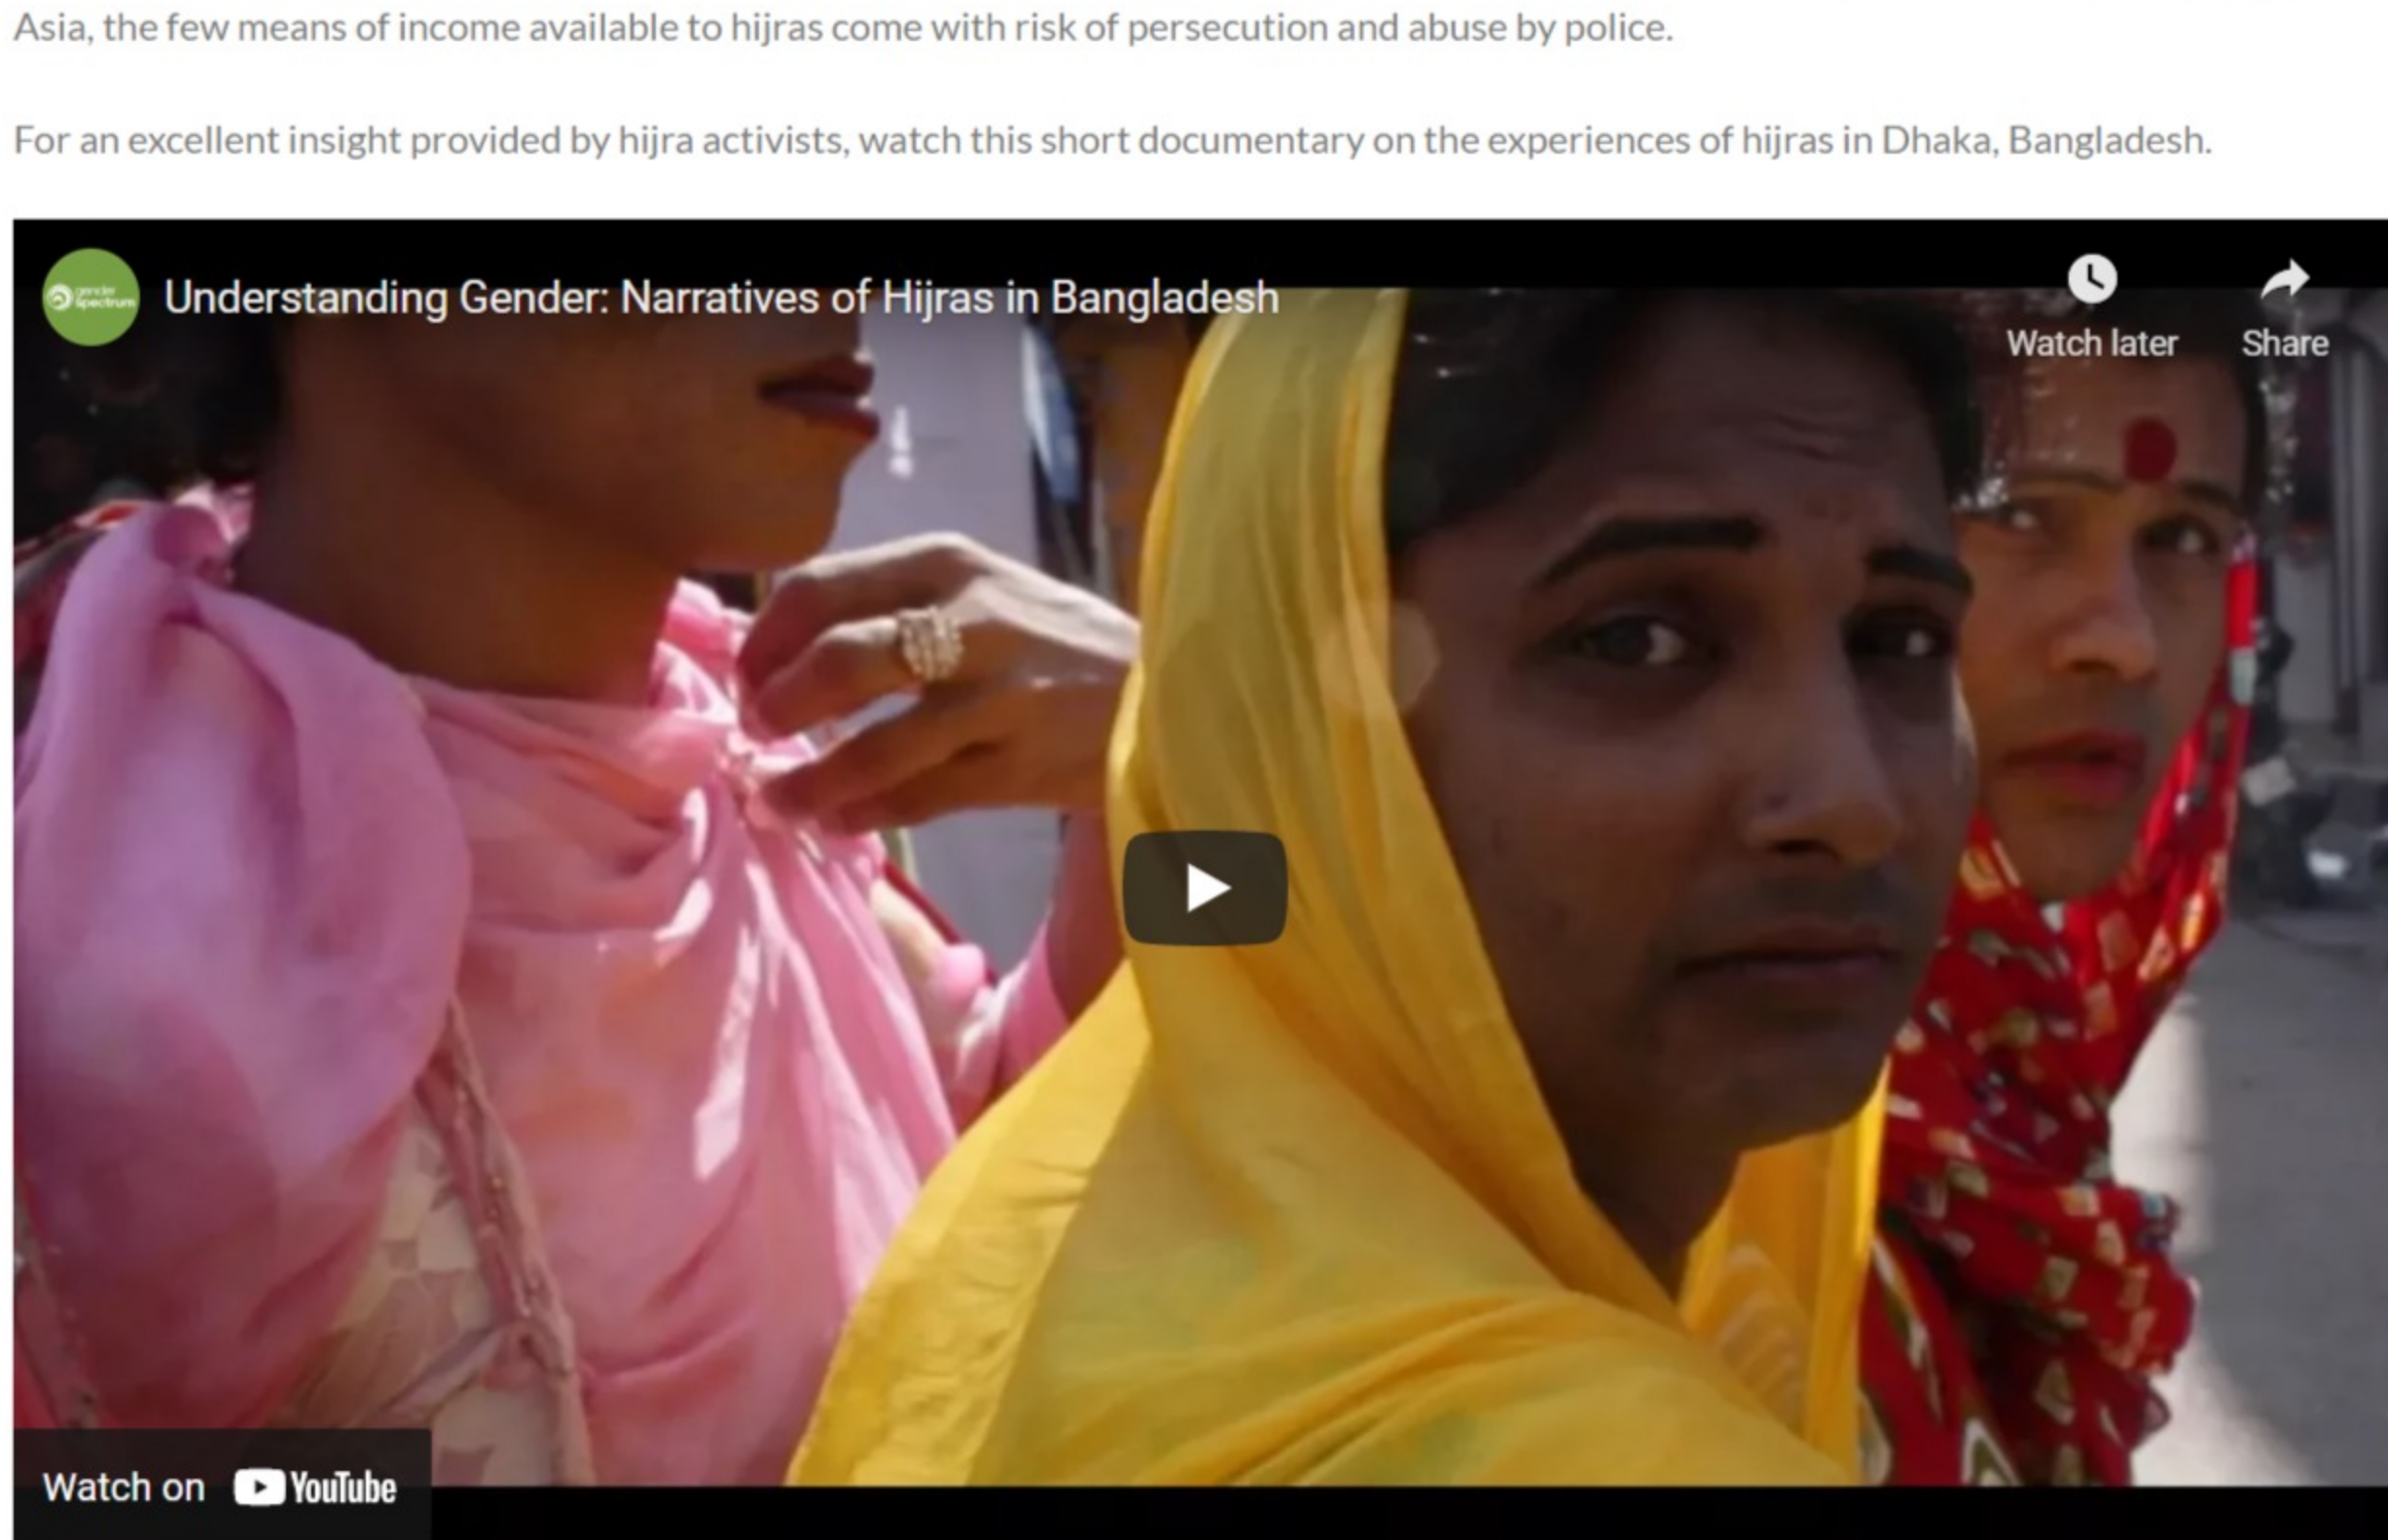 Asia, the few means of income available to hijras come with risk of persecution and abuse by police.
For an excellent insight provided by hijra activists, watch this short documentary on the experiences of hijras in Dhaka, Bangladesh.
gender
spectrum
Understanding Gender: Narratives of Hijras in Bangladesh
Watch later
Share
Watch on YouTube